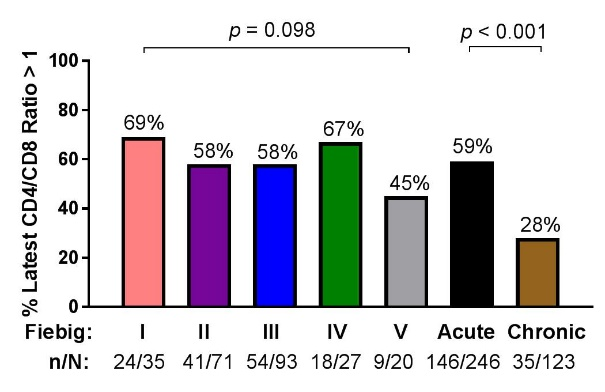 p = 0.098
p < 0.001
% Latest CD4/CD8 Ratio > 1
100
80
60
40
20
0
69%
58%
58%
67%
45%
59%
28%
Fiebig: I II III IV V Acute Chronic
n/N: 24/35 41/71 54/93 18/27 9/20 146/246 35/123